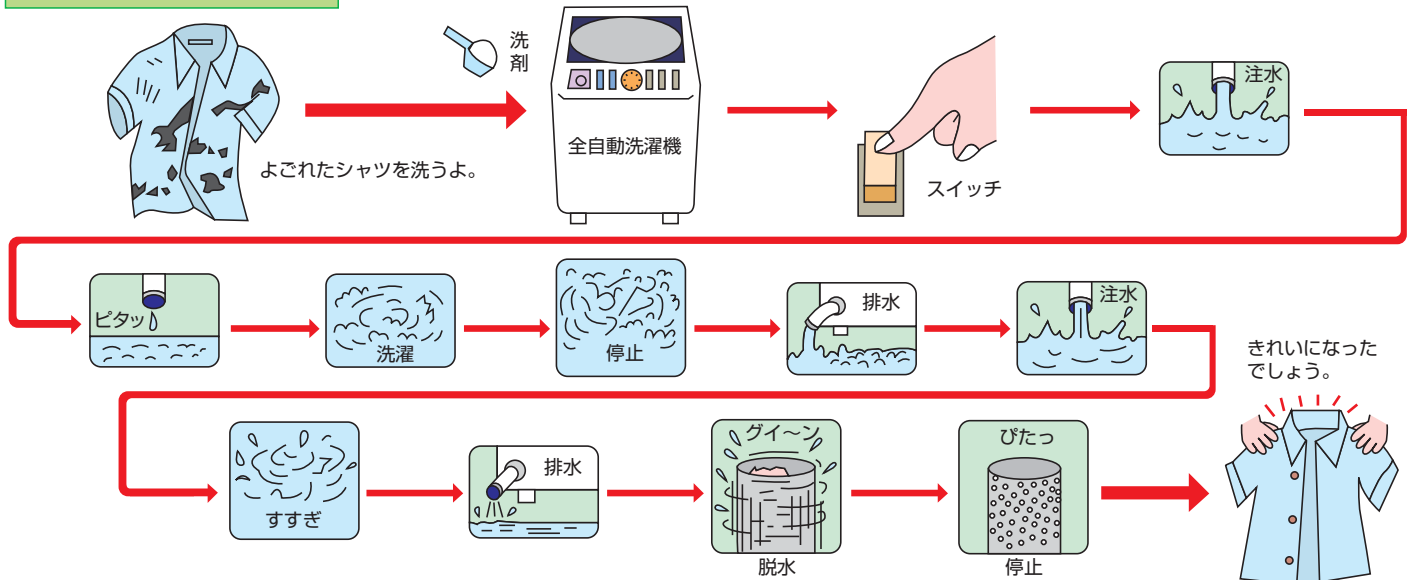 洗
剤
全自動洗濯機
よごれたシャツを洗うよ。
スイッチ
注水
ピタッ
洗濯
停止
排水
注水
きれいになった
でしょう。
すすぎ
排水
グイ～ン
脱水
ぴたっ
停止